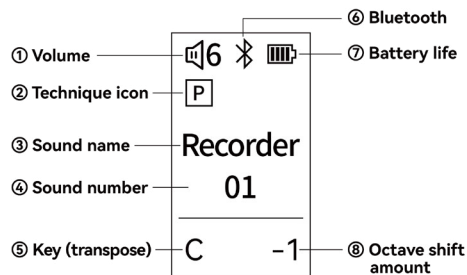 ⑥ Bluetooth
① Volume 6 ⑦ Battery life
② Technique icon P
③ Sound name Recorder
④ Sound number 01
⑤ Key (transpose) C -1 ⑧ Octave shift
amount